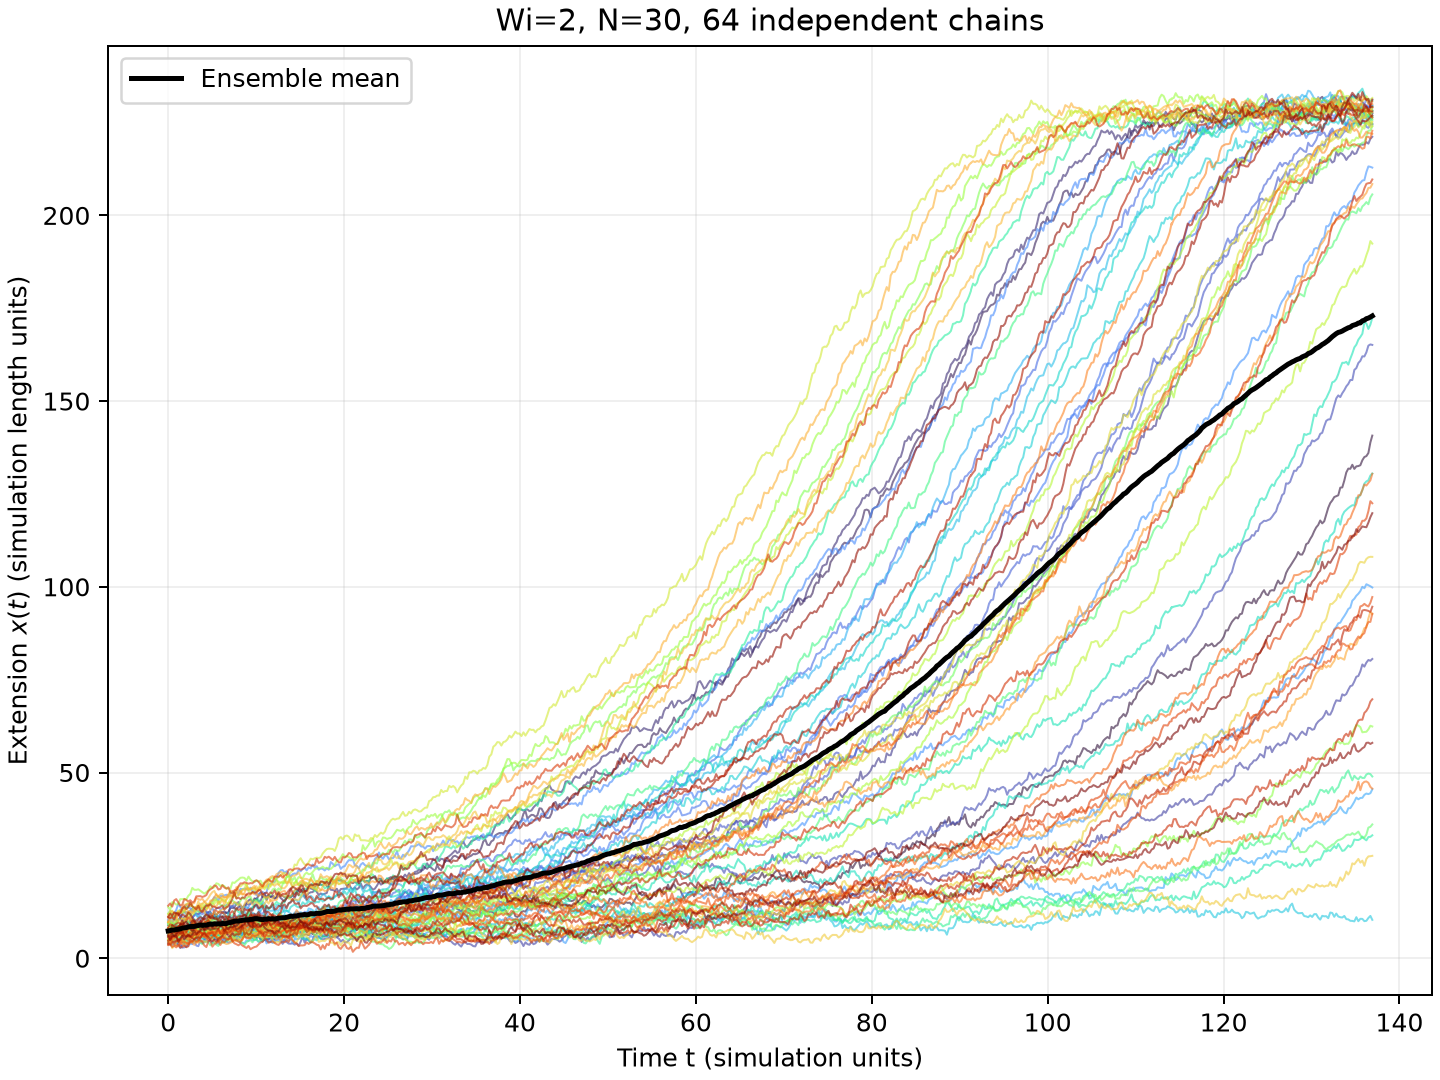 Wi=2, N=30, 64 independent chains
Ensemble mean
Extension x(t) (simulation length units)
200
150
100
50
0
0 20 40 60 80 100 120 140
Time t (simulation units)